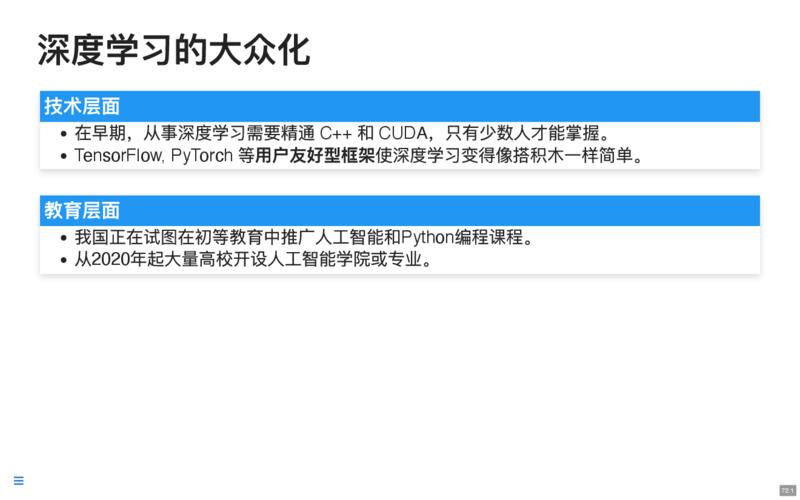 深度学习的大众化
技术层面
• 在早期，从事深度学习需要精通 C++ 和 CUDA，只有少数人才能掌握。
• TensorFlow, PyTorch 等用户友好型框架使深度学习变得像搭积木一样简单。
教育层面
• 我国正在试图在初等教育中推广人工智能和Python编程课程。
• 从2020年起大量高校开设人工智能学院或专业。
72.1